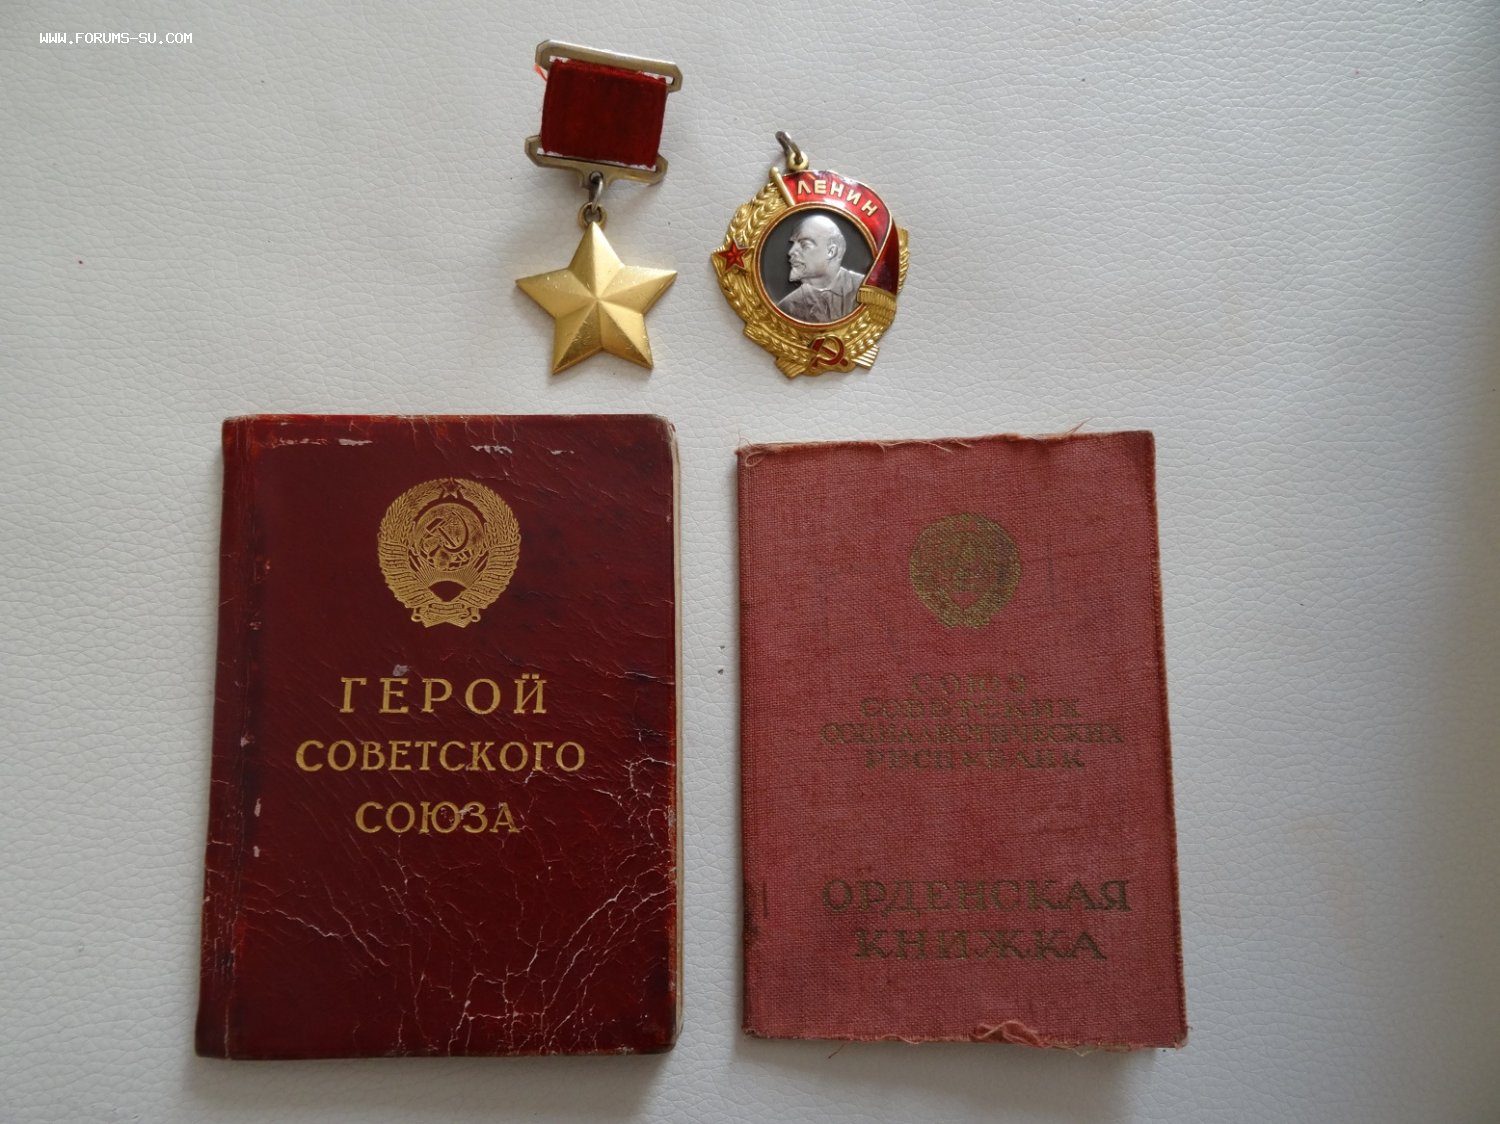 WWW.FORUMS-SU.COM
ЛЕНИН
ГЕРОЙ
СОВЕТСКОГО
СОЮЗА
СОЮЗ
СОВЕТСКИХ
СОЦИАЛИСТИЧЕСКИХ
РЕСПУБЛИК
ОРДЕНСКАЯ
КНИЖКА